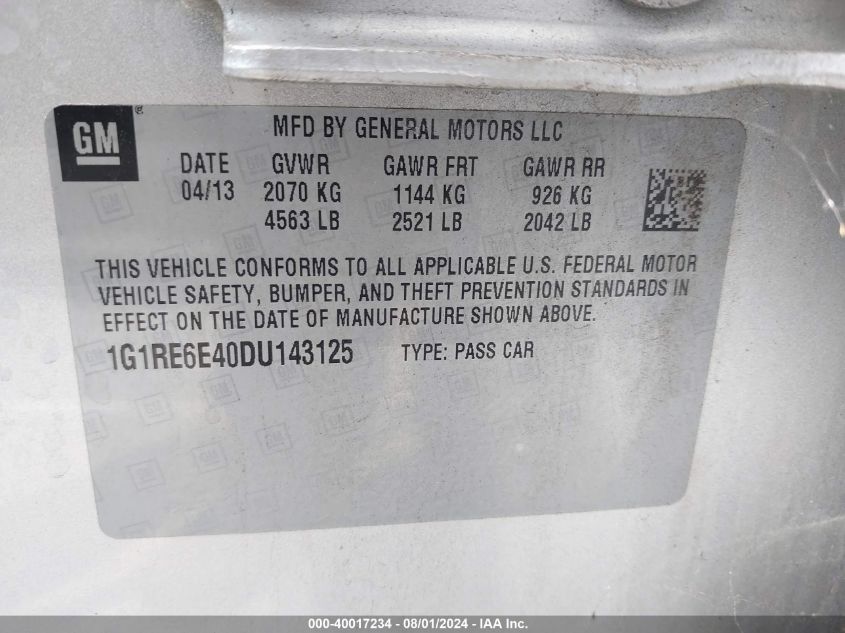 GM
MFD BY GENERAL MOTORS LLC
DATE GVWR GAWR FRT GAWR RR
04/13 2070 KG 1144 KG 926 KG
4563 LB 2521 LB 2042 LB
THIS VEHICLE CONFORMS TO ALL APPLICABLE U.S. FEDERAL MOTOR
VEHICLE SAFETY, BUMPER, AND THEFT PREVENTION STANDARDS IN
EFFECT ON THE DATE OF MANUFACTURE SHOWN ABOVE.
1G1RE6E40DU143125 TYPE: PASS CAR
000-40017234 - 08/01/2024 - IAA Inc.